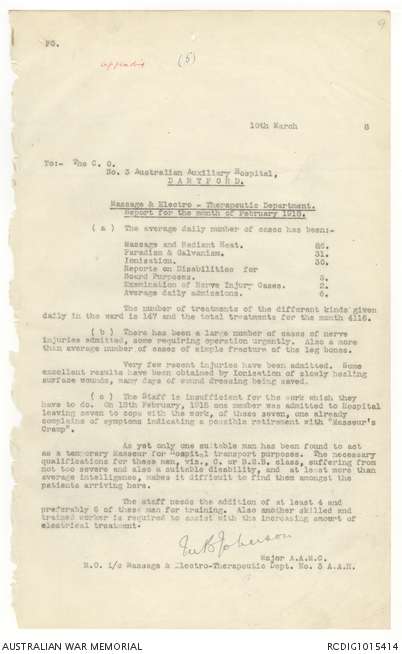 9
PG.
appendix (5)
10th March 8
To:- The C. O.
No. 3 Australian Auxiliary Hospital,
D A R T F O R D.
Massage & Electro - Therapeutic Department.
Report for the month of February 1918.
(a) The average daily number of cases has been:-
Massage and Radiant Heat. 86.
Faradism & Galvanism. 31.
Ionisation. 35.
Reports on Disabilities for
Board Purposes. 3.
Examination of Nerve Injury Cases. 2.
Average daily admissions. 6.
The number of treatments of the different kinds given
daily in the ward is 147 and the total treatments for the month 4116.
(b) There has been a large number of cases of nerve
injuries admitted, some requiring operation urgently. Also a more
than average number of cases of simple fracture of the leg bones.
Very few recent injuries have been admitted. Some
excellent results have been obtained by Ionisation of slowly healing
surface wounds, many days of wound dressing being saved.
(c) The Staff is insufficient for the work which they
have to do. On 15th February, 1918 one member was admitted to Hospital
leaving seven to cope with the work, of these seven, one already
complains of symptoms indicating a possible retirement with "Masseur's
Cramp".
As yet only one suitable man has been found to act
as a temporary Masseur for Hospital transport purposes. The necessary
qualifications for these men, viz., C. or B.2.B. class, suffering from
not too severe and also a suitable disability, and at least more than
average intelligence, makes it difficult to find them amongst the
patients arriving here.
The staff needs the addition of at least 4 and
preferably 6 of these men for training. Also another skilled and
trained worker is required to assist with the increasing amount of
electrical treatment.
Major A.A.M.C.
M.O. i/c Massage & Electro-Therapeutic Dept. No. 3 A.A.H.
AUSTRALIAN WAR MEMORIAL RCDIG1015414